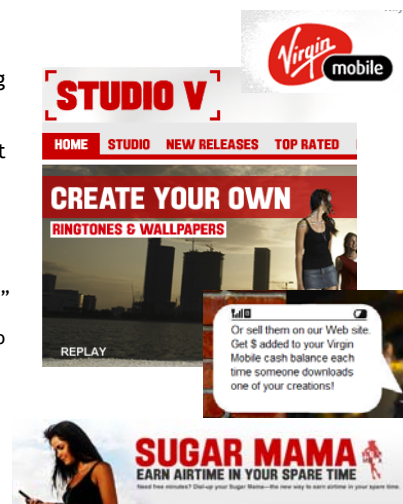 Virgin
mobile
g
STUDIO V
t
HOME STUDIO NEW RELEASES TOP RATED
CREATE YOUR OWN
RINGTONES & WALLPAPERS
”
Or sell them on our Web site.
Get $ added to your Virgin
Mobile cash balance each
time someone downloads
one of your creations!
REPLAY
SUGAR MAMA
EARN AIRTIME IN YOUR SPARE TIME
Need free minutes? Dial-up your Sugar Mama—the new way to earn airtime in your spare time.